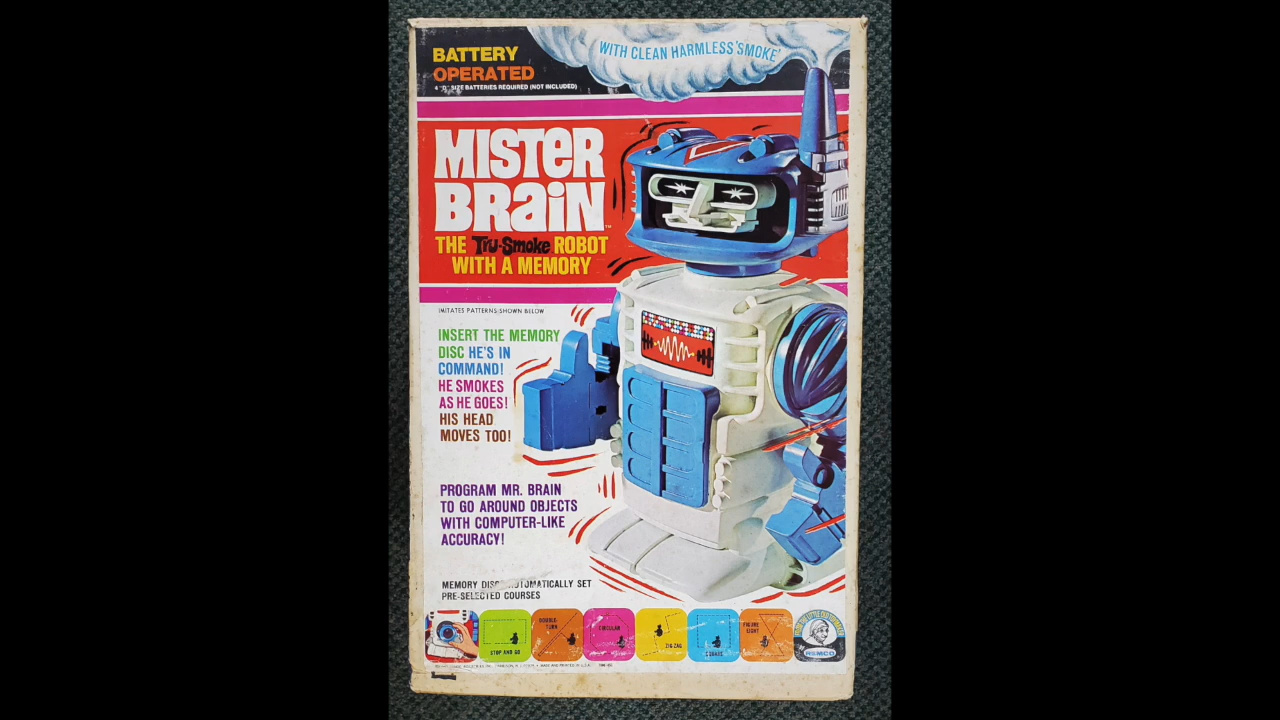 WITH CLEAN HARMLESS 'SMOKE'
BATTERY
OPERATED
4 "D" SIZE BATTERIES REQUIRED (NOT INCLUDED)
MISTER
BRAIN
THE Tru-Smoke ROBOT
WITH A MEMORY
IMITATES PATTERNS SHOWN BELOW
INSERT THE MEMORY
DISC HE'S IN
COMMAND!
HE SMOKES
AS HE GOES!
HIS HEAD
MOVES TOO!
PROGRAM MR. BRAIN
TO GO AROUND OBJECTS
WITH COMPUTER-LIKE
ACCURACY!
MEMORY AUTOMATICALLY SET
PRE-SELECTED COURSES
STOP AND GO
DOUBLE-
TURN
CIRCULAR
ZIG ZAG
SQUARE
FIGURE
EIGHT
REMCO